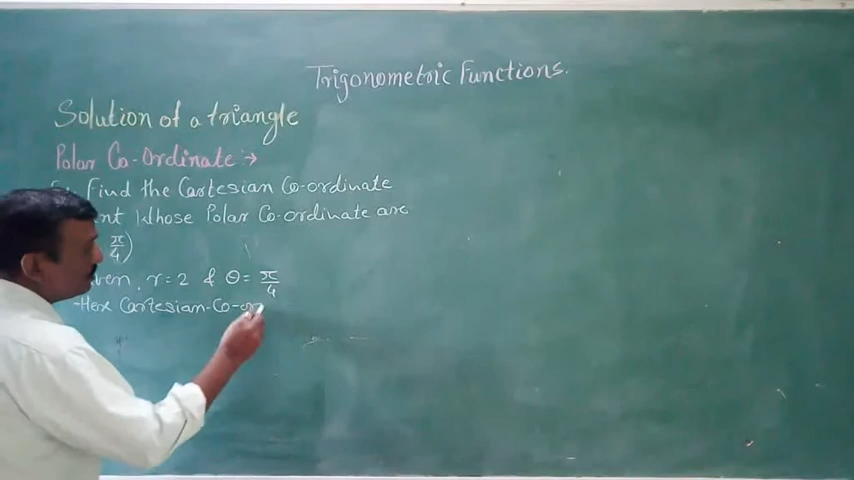 Trigonometric Functions.
Solution of a triangle
Polar Co-Ordinate :→
Find the Cartesian Co-ordinate
Whose Polar Co-ordinate are
π/4)
r = 2 & θ = π/4
Cartesian-Co-or